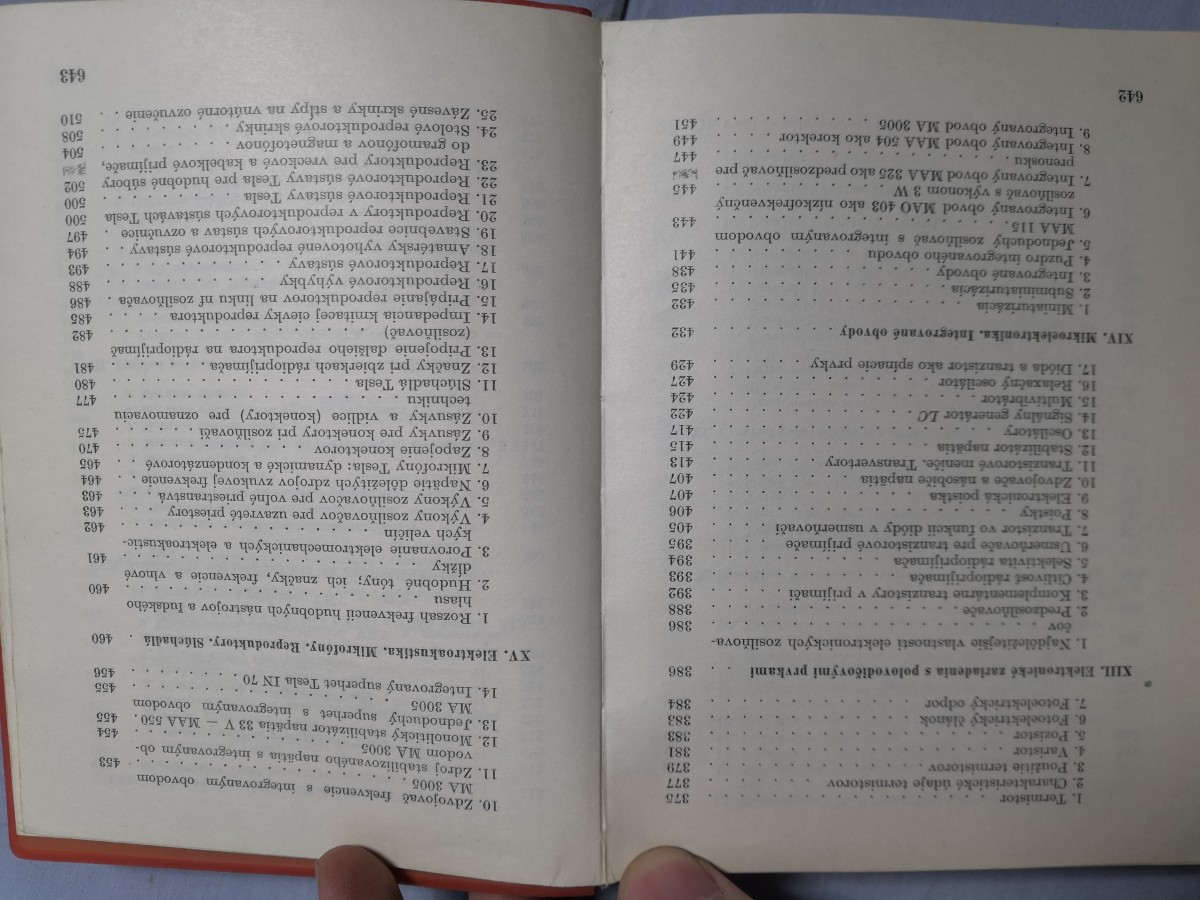 1. Termistor . . . . . . . . . . . . . . . . . . 375
2. Charakteristické údaje termistorov . . . . . . . 377
3. Použitie termistorov . . . . . . . . . . . . . 379
4. Varistor . . . . . . . . . . . . . . . . . . 381
5. Pozistor . . . . . . . . . . . . . . . . . . 383
6. Fotoelektrický článok . . . . . . . . . . . . 383
7. Fotoelektrický odpor . . . . . . . . . . . . 384
XIII. Elektronické zariadenia s polovodičovými prvkami . . 386
1. Najdôležitejšie vlastnosti elektronických zosilňova-
čov . . . . . . . . . . . . . . . . . . . . 386
2. Predzosilňovače . . . . . . . . . . . . . . 388
3. Komplementárne tranzistory v prijímači . . . . . 392
4. Citlivosť rádioprijímača . . . . . . . . . . . 393
5. Selektivita rádioprijímača . . . . . . . . . . 394
6. Usmerňovače pre tranzistorové prijímače . . . . . 395
7. Tranzistor vo funkcii diódy v usmerňovači . . . . 405
8. Poistky . . . . . . . . . . . . . . . . . . 406
9. Elektronická poistka . . . . . . . . . . . . 407
10. Zdvojovače a násobiče napätia . . . . . . . . 407
11. Tranzistorové meniče. Transvertory . . . . . . . 413
12. Stabilizátor napätia . . . . . . . . . . . . 415
13. Oscilátory . . . . . . . . . . . . . . . . 417
14. Signálny generátor LC . . . . . . . . . . . . 422
15. Multivibrátor . . . . . . . . . . . . . . . 424
16. Relaxačný oscilátor . . . . . . . . . . . . 427
17. Dióda a tranzistor ako spínacie prvky . . . . . . 429
XIV. Mikroelektronika. Integrované obvody . . . . . . . 432
1. Miniaturizácia . . . . . . . . . . . . . . . 432
2. Subminiaturizácia . . . . . . . . . . . . . 435
3. Integrované obvody . . . . . . . . . . . . . 438
4. Puzdro integrovaného obvodu . . . . . . . . . 441
5. Jednoduchý zosilňovač s integrovaným obvodom
MAA 115 . . . . . . . . . . . . . . . . . . 443
6. Integrovaný obvod MAO 403 ako nízkofrekvenčný
zosilňovač s výkonom 3 W . . . . . . . . . . 445
7. Integrovaný obvod MAA 325 ako predzosilňovač pre
prenosku . . . . . . . . . . . . . . . . . 447
8. Integrovaný obvod MAA 504 ako korektor . . . . 449
9. Integrovaný obvod MA 3005 . . . . . . . . . . 451
642
10. Zdvojovač frekvencie s integrovaným obvodom
MA 3005 . . . . . . . . . . . . . . . . . . 453
11. Zdroj stabilizovaného napätia s integrovaným ob-
vodom MA 3005 . . . . . . . . . . . . . . . 454
12. Monolitický stabilizátor napätia 33 V — MAA 550 . 455
13. Jednoduchý superhet s integrovaným obvodom
MA 3005 . . . . . . . . . . . . . . . . . . 455
14. Integrovaný superhet Tesla IN 70 . . . . . . . . 456
XV. Elektroakustika. Mikrofóny. Reproduktory. Slúchadlá . 460
1. Rozsah frekvencií hudobných nástrojov a ľudského
hlasu . . . . . . . . . . . . . . . . . . . 460
2. Hudobné tóny; ich značky, frekvencie a vlnové
dĺžky . . . . . . . . . . . . . . . . . . . 461
3. Porovnanie elektromechanických a elektroakustic-
kých veličín . . . . . . . . . . . . . . . . 462
4. Výkony zosilňovačov pre uzavreté priestory . . . 463
5. Výkony zosilňovačov pre voľné priestranstvá . . . 463
6. Napätie dôležitých zdrojov zvukovej frekvencie . . 464
7. Mikrofóny Tesla: dynamické a kondenzátorové . . 465
8. Zapojenie konektorov . . . . . . . . . . . . 470
9. Zásuvky pre konektory pri zosilňovači . . . . . . 475
10. Zásuvky a vidlice (konektory) pre oznamovaciu
techniku . . . . . . . . . . . . . . . . . 477
11. Slúchadlá Tesla . . . . . . . . . . . . . . 480
12. Značky pri zbierkach rádioprijímača . . . . . . 481
13. Pripojenie ďalšieho reproduktora na rádioprijímač
(zosilňovač) . . . . . . . . . . . . . . . . 482
14. Impedancia kmitacej cievky reproduktora . . . . 485
15. Pripájanie reproduktorov na linku nf zosilňovača . 486
16. Reproduktorové výhybky . . . . . . . . . . . 488
17. Reproduktorové sústavy . . . . . . . . . . . 493
18. Amatérsky vyhotovené reproduktorové sústavy . . 494
19. Stavebnice reproduktorových sústav a ozvučnice . 497
20. Reproduktory v reproduktorových sústavách Tesla 500
21. Reproduktorové sústavy Tesla . . . . . . . . . 500
22. Reproduktorové sústavy Tesla pre hudobné súbory 502
23. Reproduktory pre vreckové a kabelkové prijímače,
do gramofónov a magnetofónov . . . . . . . . 504
24. Stolové reproduktorové skrinky . . . . . . . . 508
25. Závesné skrinky a stĺpy na vnútorné ozvučenie . . 510
643